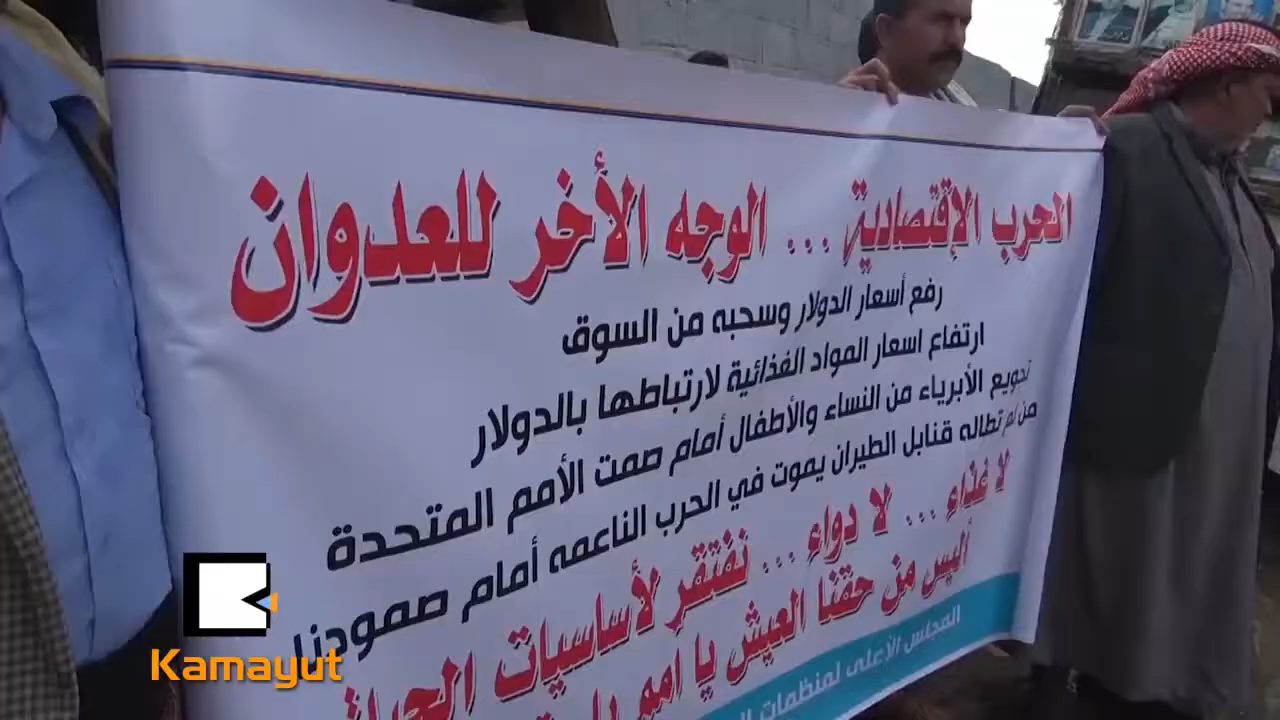 الحرب الإقتصادية ... الوجه الأخر للعدوان
رفع أسعار الدولار وسحبه من السوق
ارتفاع اسعار المواد الغذائية لارتباطها بالدولار
تجويع الأبرياء من النساء والأطفال أمام صمت الأمم المتحدة
من لم تطاله قنابل الطيران يموت في الحرب الناعمه أمام صمودنا
لا غذاء ... لا دواء ... نفتقر لأساسيات الحياة
أليس من حقنا العيش يا امم
المجلس الأعلى لمنظمات
Kamayut